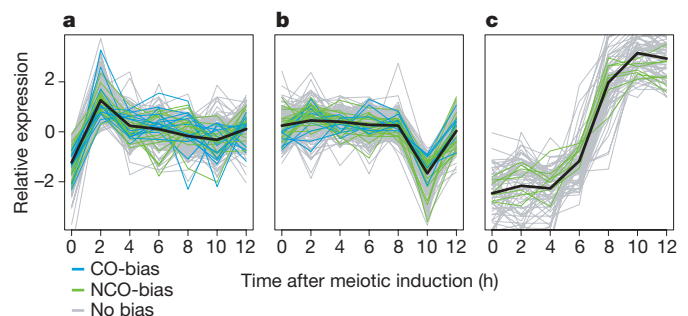 a b c
Relative expression
2
0
−2
0 2 4 6 8 10 12 0 2 4 6 8 10 12 0 2 4 6 8 10 12
Time after meiotic induction (h)
CO-bias
NCO-bias
No bias